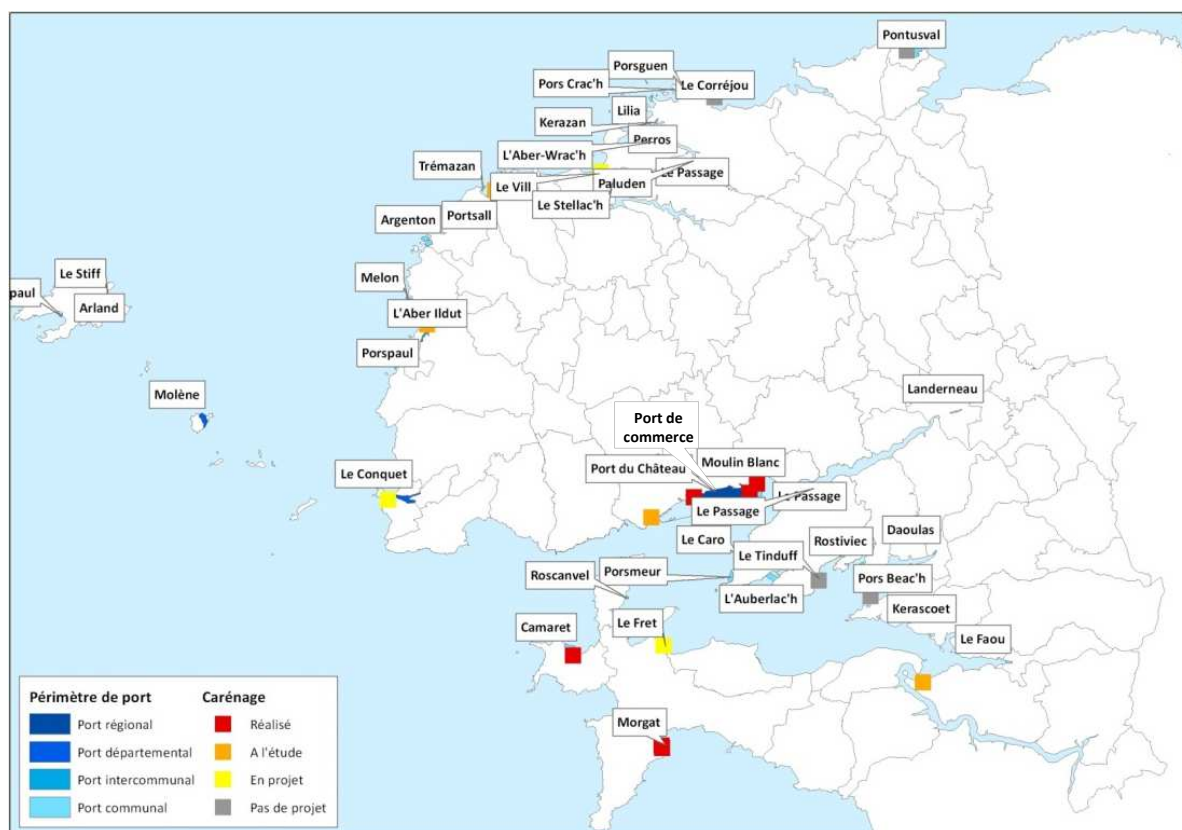 Pontusval
Porsguen
Pors Crac'h
Le Corréjou
Lilia
Kerazan
Perros
L'Aber-Wrac'h
Trémazan
Le Passage
Le Vill
Paluden
Le Stellac'h
Portsall
Argenton
Le Stiff
Melon
paul
Arland
L'Aber Ildut
Porspaul
Molène
Landerneau
Port de
commerce
Le Conquet
Port du Château
Moulin Blanc
Le Passage
Le Passage
Le Caro
Le Tinduff
Rostiviec
Daoulas
Roscanvel
Porsmeur
Pors Beac'h
L'Auberlac'h
Kerascoet
Camaret
Le Fret
Le Faou
Morgat
Périmètre de port
Port régional
Port départemental
Port intercommunal
Port communal
Carénage
Réalisé
A l'étude
En projet
Pas de projet